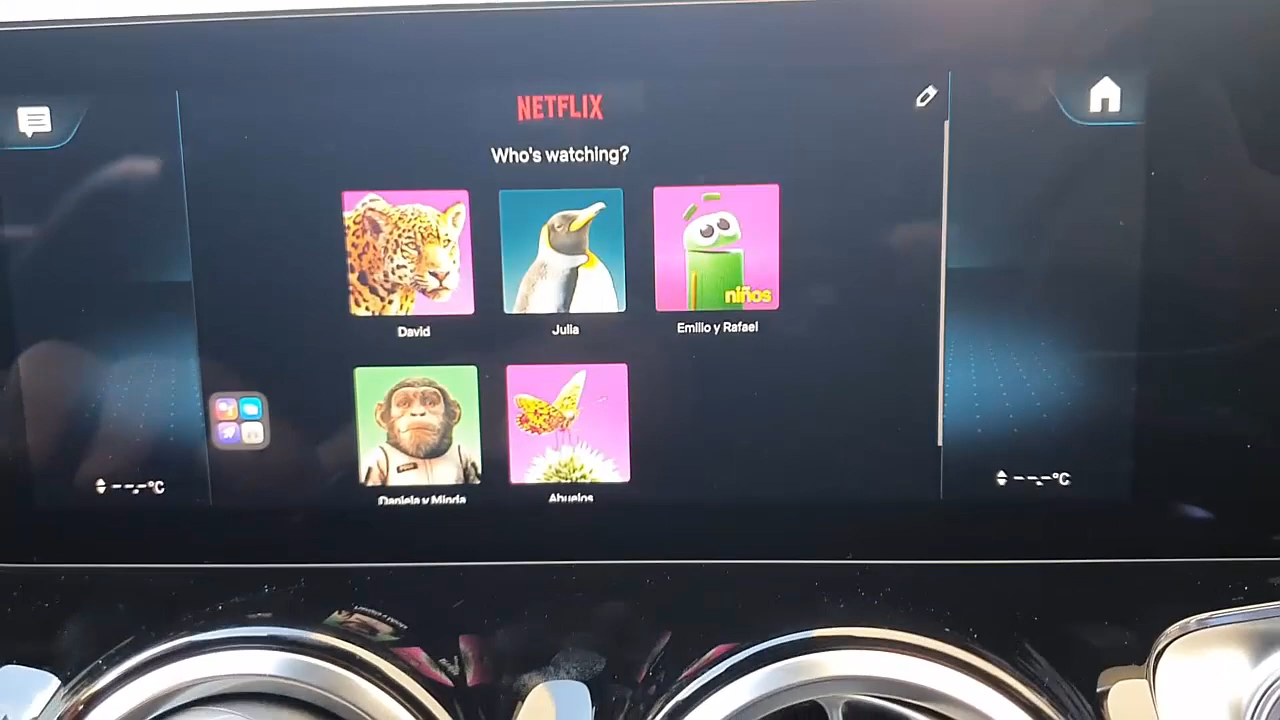 NETFLIX
Who's watching?
niños
David
Julia
Emilio y Rafael
Daniela y Minda
Abuelos
--.-°C
--.-°C